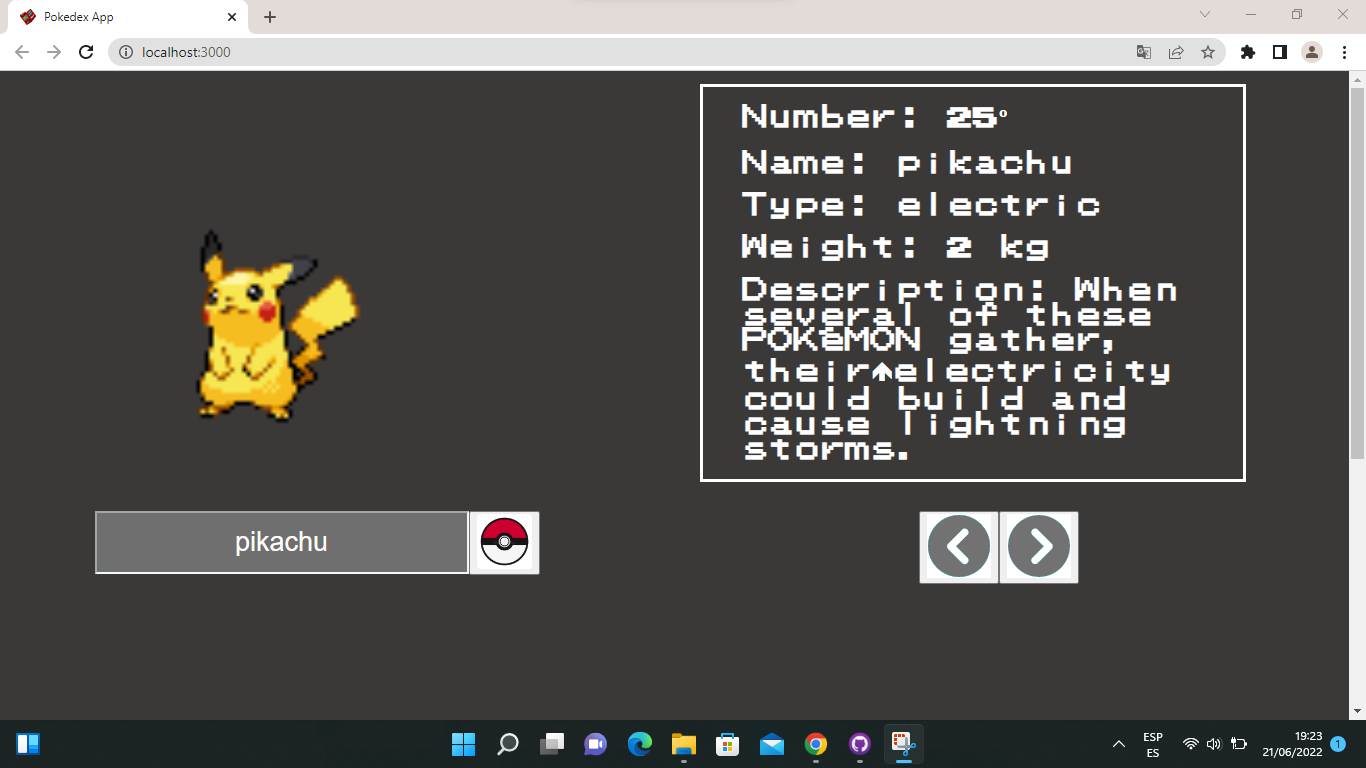 Pokedex App
localhost:3000
Number: 25º
Name: pikachu
Type: electric
Weight: 2 kg
Description: When
several of these
POKéMON gather,
their↑electricity
could build and
cause lightning
storms.
pikachu
ESP
ES
19:23
21/06/2022
1